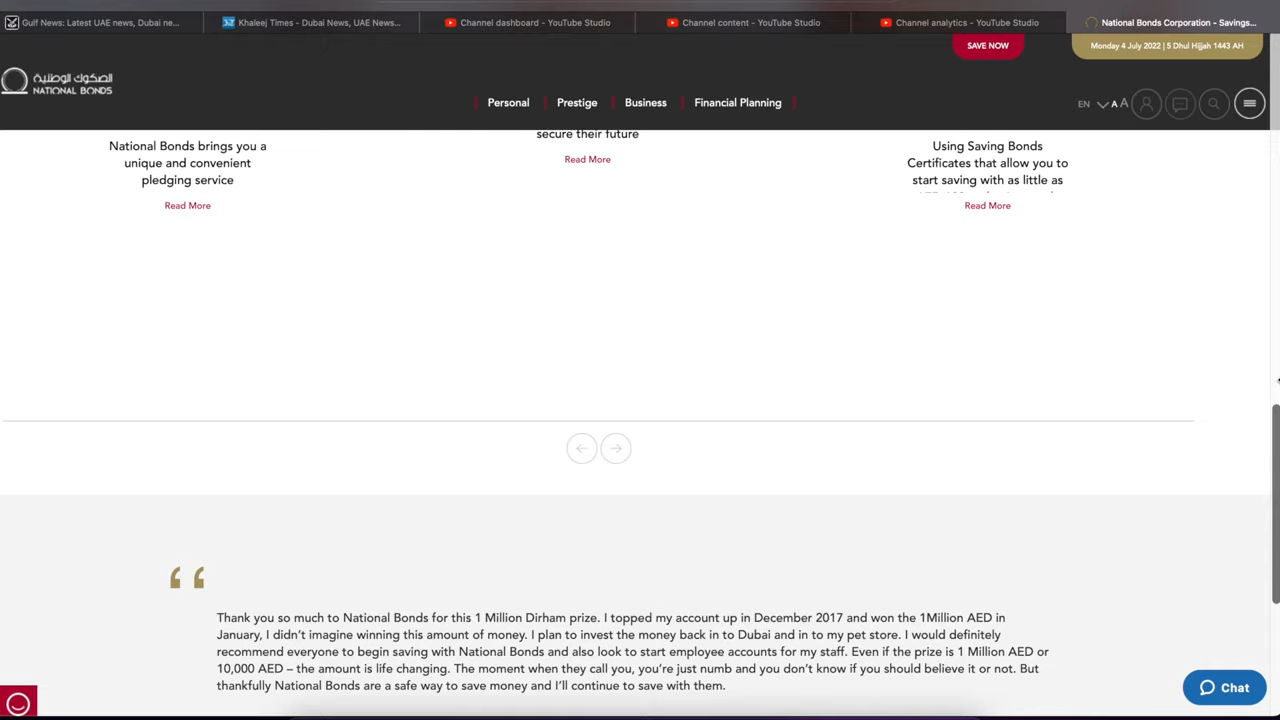 Gulf News: Latest UAE news, Dubai ne...
Khaleej Times - Dubai News, UAE News...
Channel dashboard - YouTube Studio
Channel content - YouTube Studio
Channel analytics - YouTube Studio
National Bonds Corporation - Savings...
SAVE NOW
Monday 4 July 2022 | 5 Dhul Hijjah 1443 AH
الصكوك الوطنية
NATIONAL BONDS
Personal
Prestige
Business
Financial Planning
EN
A A
National Bonds brings you a
unique and convenient
pledging service
Read More
secure their future
Read More
Using Saving Bonds
Certificates that allow you to
start saving with as little as
Read More
“
Thank you so much to National Bonds for this 1 Million Dirham prize. I topped my account up in December 2017 and won the 1Million AED in
January, I didn’t imagine winning this amount of money. I plan to invest the money back in to Dubai and in to my pet store. I would definitely
recommend everyone to begin saving with National Bonds and also look to start employee accounts for my staff. Even if the prize is 1 Million AED or
10,000 AED – the amount is life changing. The moment when they call you, you’re just numb and you don’t know if you should believe it or not. But
thankfully National Bonds are a safe way to save money and I’ll continue to save with them.
Chat